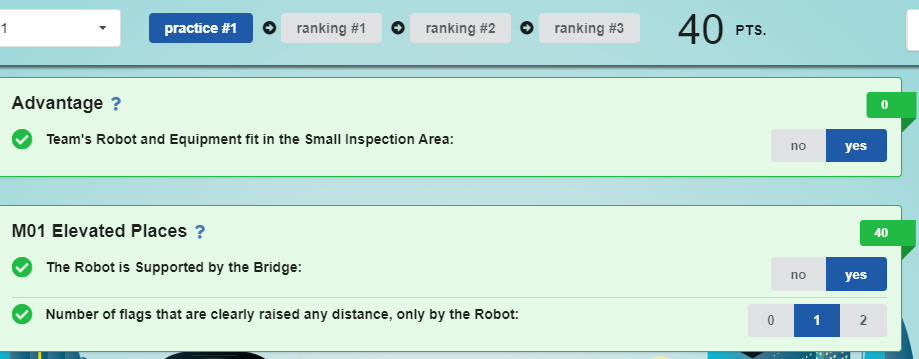 1 practice #1 ranking #1 ranking #2 ranking #3 40 PTS.
Advantage ? 0
Team's Robot and Equipment fit in the Small Inspection Area: no yes
M01 Elevated Places ? 40
The Robot is Supported by the Bridge: no yes
Number of flags that are clearly raised any distance, only by the Robot: 0 1 2